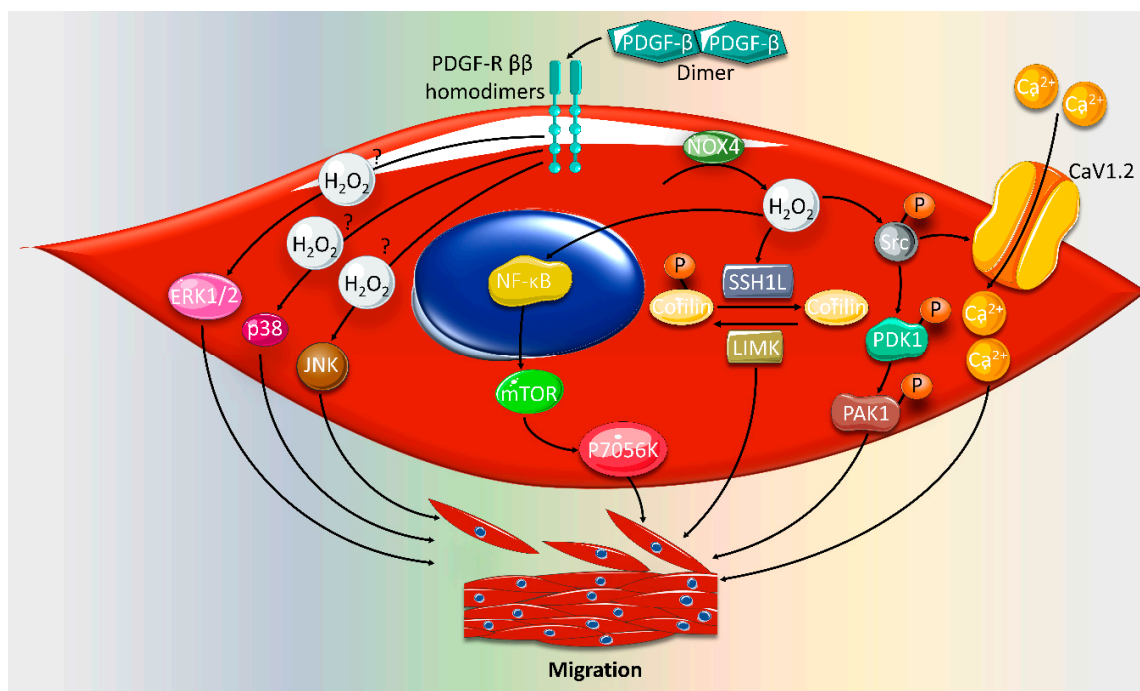 PDGF-β PDGF-β
Dimer
PDGF-R ββ
homodimers
Ca²⁺
Ca²⁺
CaV1.2
NOX4
?
H₂O₂
?
H₂O₂
?
H₂O₂
H₂O₂
P
Src
NF-κB
P
SSH1L
Cofilin
Cofilin
LIMK
ERK1/2
p38
JNK
P
PDK1
Ca²⁺
Ca²⁺
mTOR
P
PAK1
P7056K
Migration